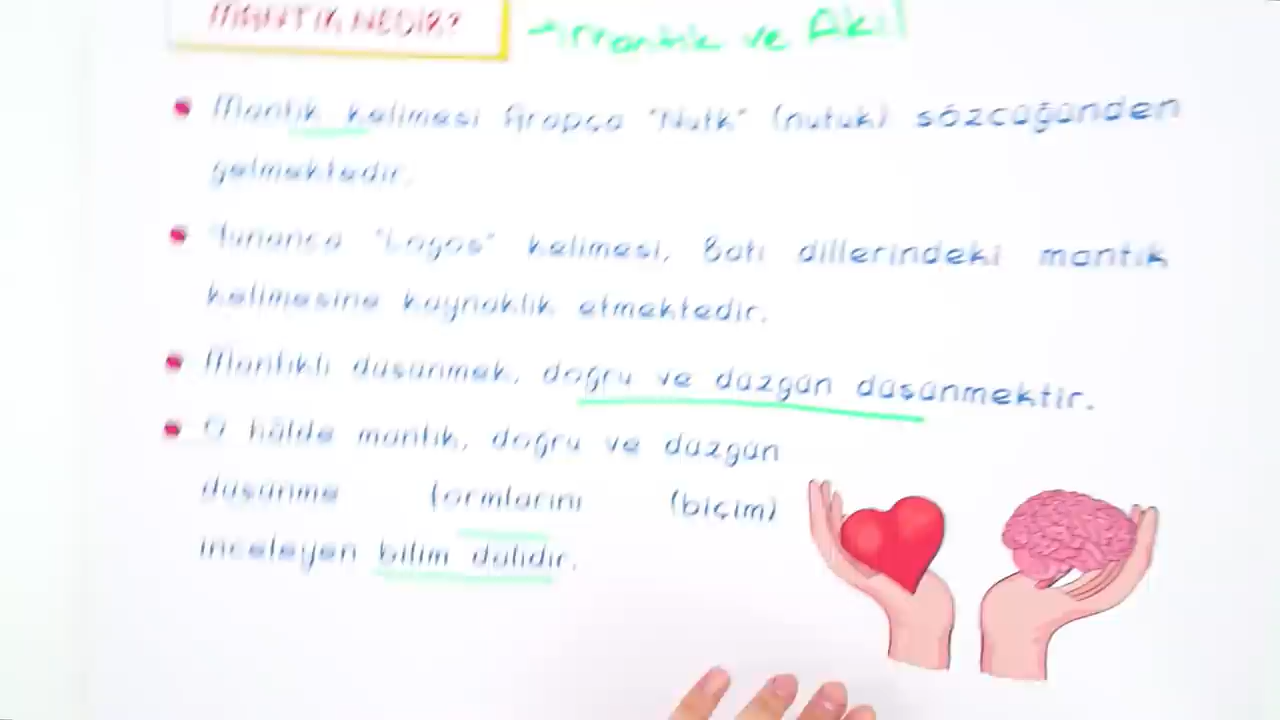 MANTIK NEDİR?
Mantık ve Akıl
Mantık kelimesi Arapça "Nutk" (nutuk) sözcüğünden
gelmektedir.
Yunanca "Logos" kelimesi, Batı dillerindeki mantık
kelimesine kaynaklık etmektedir.
Mantıklı düşünmek, doğru ve düzgün düşünmektir.
O hâlde mantık, doğru ve düzgün
düşünme formlarını (biçim)
inceleyen bilim dalıdır.